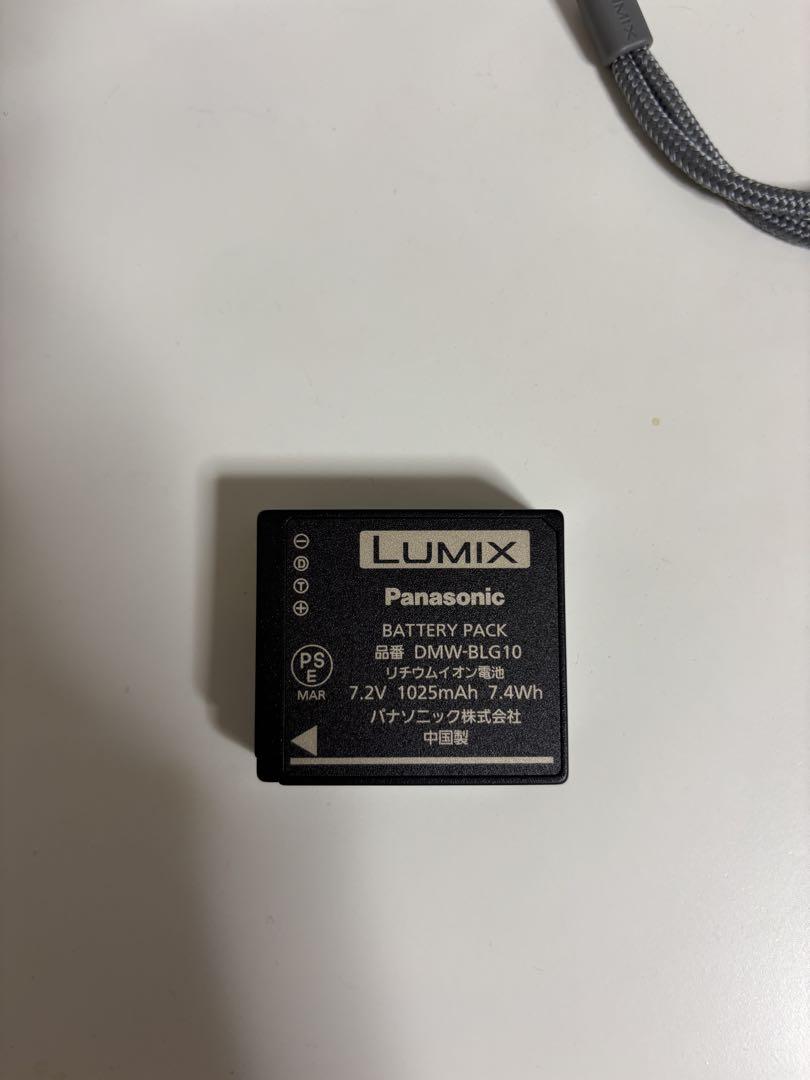 LUMIX
⊖
Ⓓ
Ⓣ
⊕
LUMIX
Panasonic
BATTERY PACK
品番 DMW-BLG10
リチウムイオン電池
7.2V 1025mAh 7.4Wh
パナソニック株式会社
中国製
PS
E
MAR